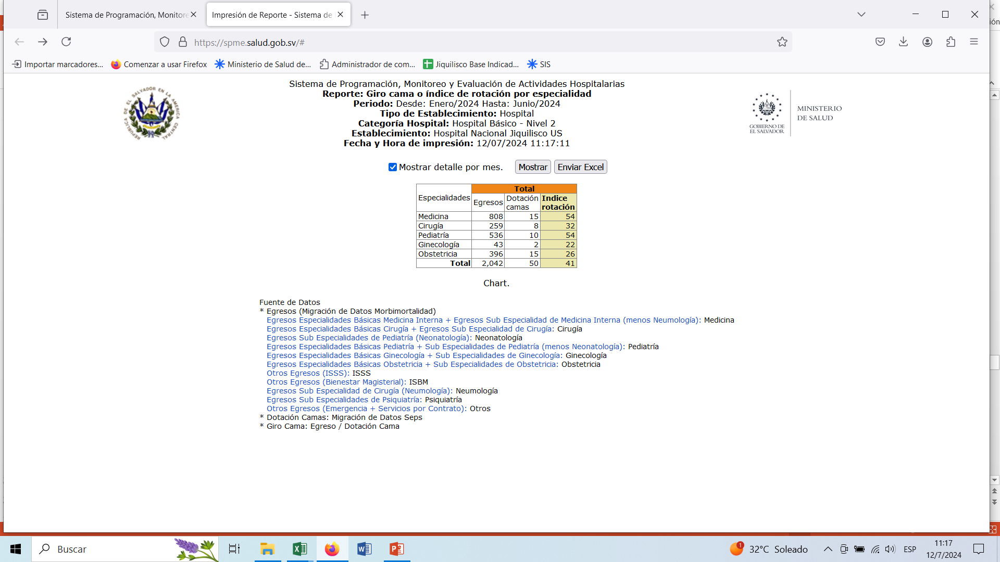 Sistema de Programación, Monitore
Impresión de Reporte - Sistema de
https://spme.salud.gob.sv/#
Importar marcadores...
Comenzar a usar Firefox
Ministerio de Salud de...
Administrador de com...
Jiquilisco Base Indicad...
SIS
ión
REPUBLICA DE EL SALVADOR EN LA AMERICA CENTRAL
Sistema de Programación, Monitoreo y Evaluación de Actividades Hospitalarias
Reporte: Giro cama o índice de rotación por especialidad
Periodo: Desde: Enero/2024 Hasta: Junio/2024
Tipo de Establecimiento: Hospital
Categoría Hospital: Hospital Básico - Nivel 2
Establecimiento: Hospital Nacional Jiquilisco US
Fecha y Hora de impresión: 12/07/2024 11:17:11
GOBIERNO DE
EL SALVADOR
MINISTERIO
DE SALUD
Mostrar detalle por mes. Mostrar Enviar Excel
Especialidades Total
Egresos Dotación camas Indice rotación
Medicina 808 15 54
Cirugía 259 8 32
Pediatría 536 10 54
Ginecología 43 2 22
Obstetricia 396 15 26
Total 2,042 50 41
Chart.
Fuente de Datos
* Egresos (Migración de Datos Morbimortalidad)
Egresos Especialidades Básicas Medicina Interna + Egresos Sub Especialidad de Medicina Interna (menos Neumología): Medicina
Egresos Especialidades Básicas Cirugía + Egresos Sub Especialidad de Cirugía: Cirugía
Egresos Sub Especialidades de Pediatría (Neonatología): Neonatología
Egresos Especialidades Básicas Pediatría + Sub Especialidades de Pediatría (menos Neonatología): Pediatría
Egresos Especialidades Básicas Ginecología + Sub Especialidades de Ginecología: Ginecología
Egresos Especialidades Básicas Obstetricia + Sub Especialidades de Obstetricia: Obstetricia
Otros Egresos (ISSS): ISSS
Otros Egresos (Bienestar Magisterial): ISBM
Egresos Sub Especialidad de Cirugía (Neumología): Neumología
Egresos Sub Especialidades de Psiquiatría: Psiquiatría
Otros Egresos (Emergencia + Servicios por Contrato): Otros
* Dotación Camas: Migración de Datos Seps
* Giro Cama: Egreso / Dotación Cama
Buscar
1
32°C Soleado
ESP
11:17
12/7/2024